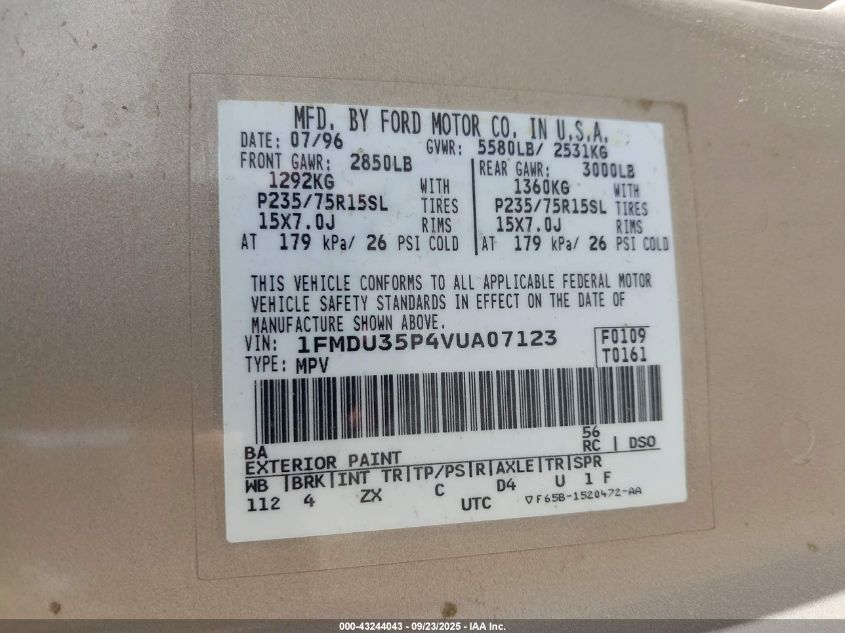 MFD. BY FORD MOTOR CO. IN U.S.A.
DATE: 07/96 GVWR: 5580LB/ 2531KG
FRONT GAWR: 2850LB REAR GAWR: 3000LB
1292KG WITH 1360KG WITH
P235/75R15SL TIRES P235/75R15SL TIRES
15X7.0J RIMS 15X7.0J RIMS
AT 179 kPa/ 26 PSI COLD AT 179 kPa/ 26 PSI COLD
THIS VEHICLE CONFORMS TO ALL APPLICABLE FEDERAL MOTOR
VEHICLE SAFETY STANDARDS IN EFFECT ON THE DATE OF
MANUFACTURE SHOWN ABOVE.
VIN: 1FMDU35P4VUA07123 F0109
TYPE: MPV T0161
BA 56
EXTERIOR PAINT RC DSO
WB BRK INT TR TP/PS R AXLE TR SPR
112 4 ZX C D4 U 1 F
UTC ▽F65B-1520472-AA
000-43244043 - 09/23/2025 - IAA Inc.